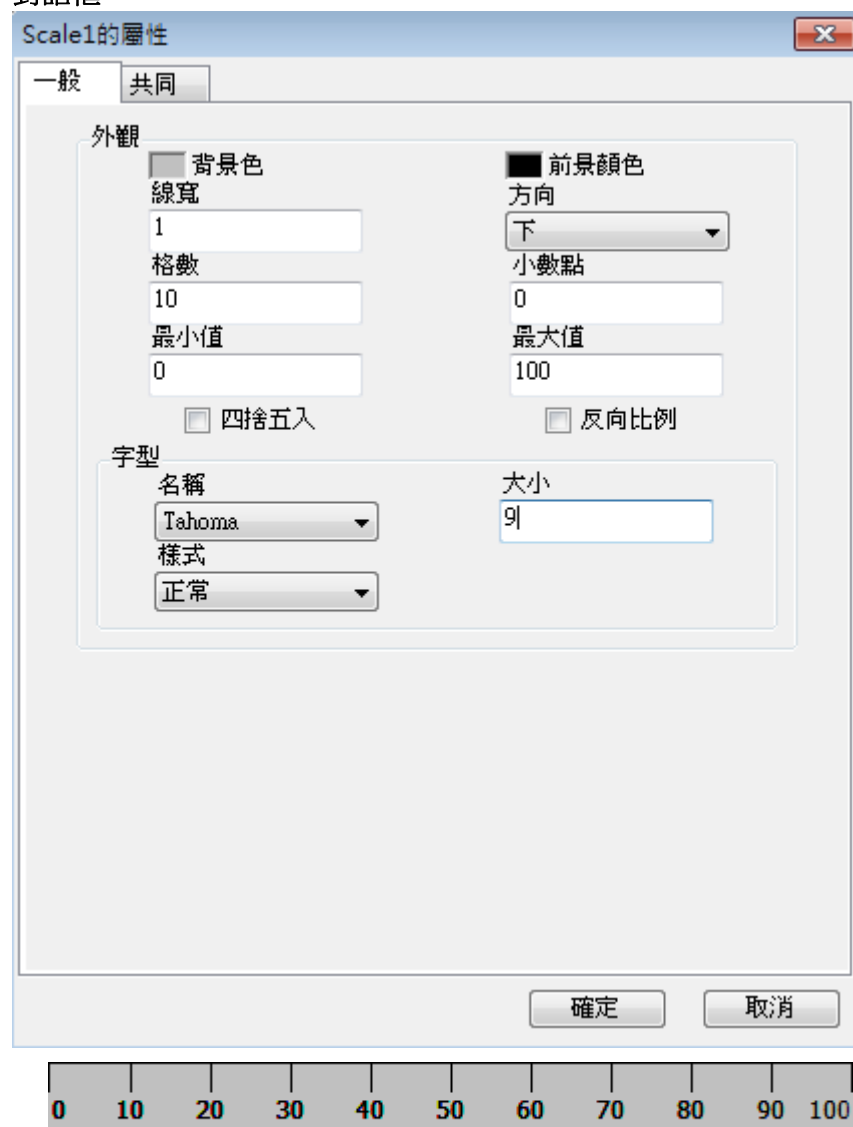 Scale1的屬性
一般 共同
外觀
背景色 前景顏色
線寬 方向
1 下
格數 小數點
10 0
最小值 最大值
0 100
四捨五入 反向比例
字型
名稱 大小
Tahoma 9
樣式
正常
確定 取消
0 10 20 30 40 50 60 70 80 90 100